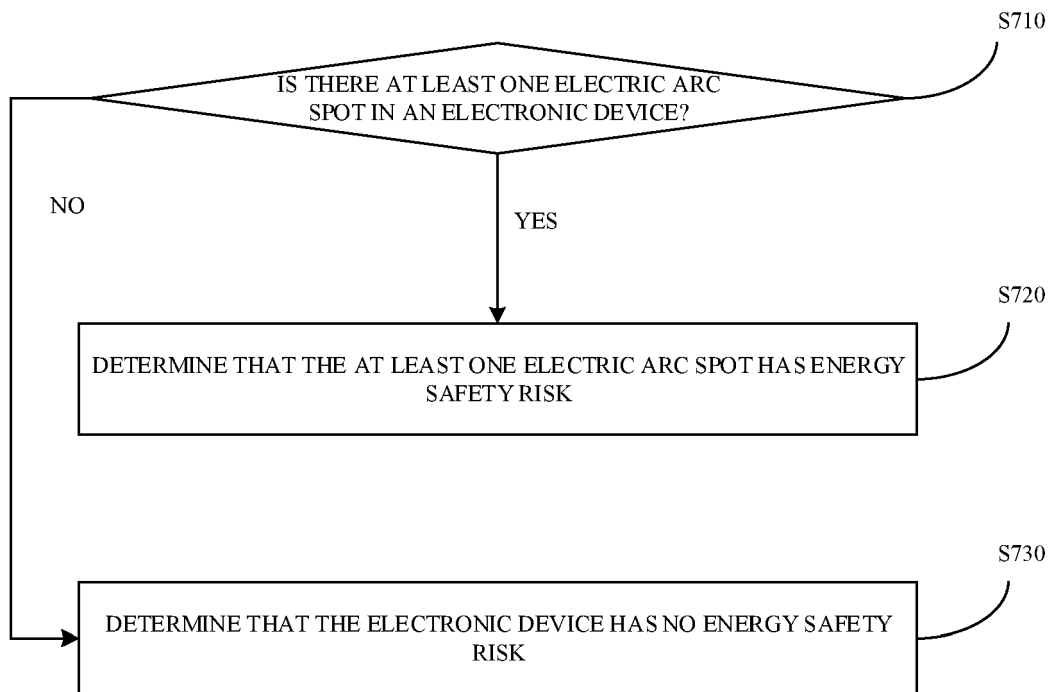 S710
IS THERE AT LEAST ONE ELECTRIC ARC
SPOT IN AN ELECTRONIC DEVICE?
NO
YES
S720
DETERMINE THAT THE AT LEAST ONE ELECTRIC ARC SPOT HAS ENERGY
SAFETY RISK
S730
DETERMINE THAT THE ELECTRONIC DEVICE HAS NO ENERGY SAFETY
RISK